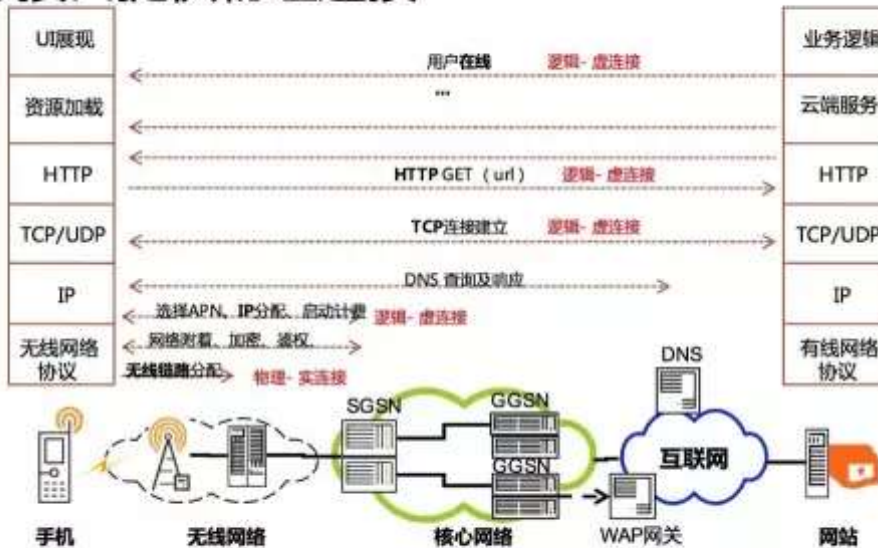 UI展现
业务逻辑
用户在线 逻辑- 虚连接
...
资源加载
云端服务
HTTP
HTTP GET（url） 逻辑- 虚连接
HTTP
TCP/UDP
TCP连接建立 逻辑- 虚连接
TCP/UDP
IP
DNS 查询及响应
IP
选择APN、IP分配、启动计费 逻辑- 虚连接
无线网络
协议
网络附着、加密、鉴权、
有线网络
协议
无线链路分配 物理- 实连接
DNS
SGSN
GGSN
GGSN
互联网
手机
无线网络
核心网络
WAP网关
网站